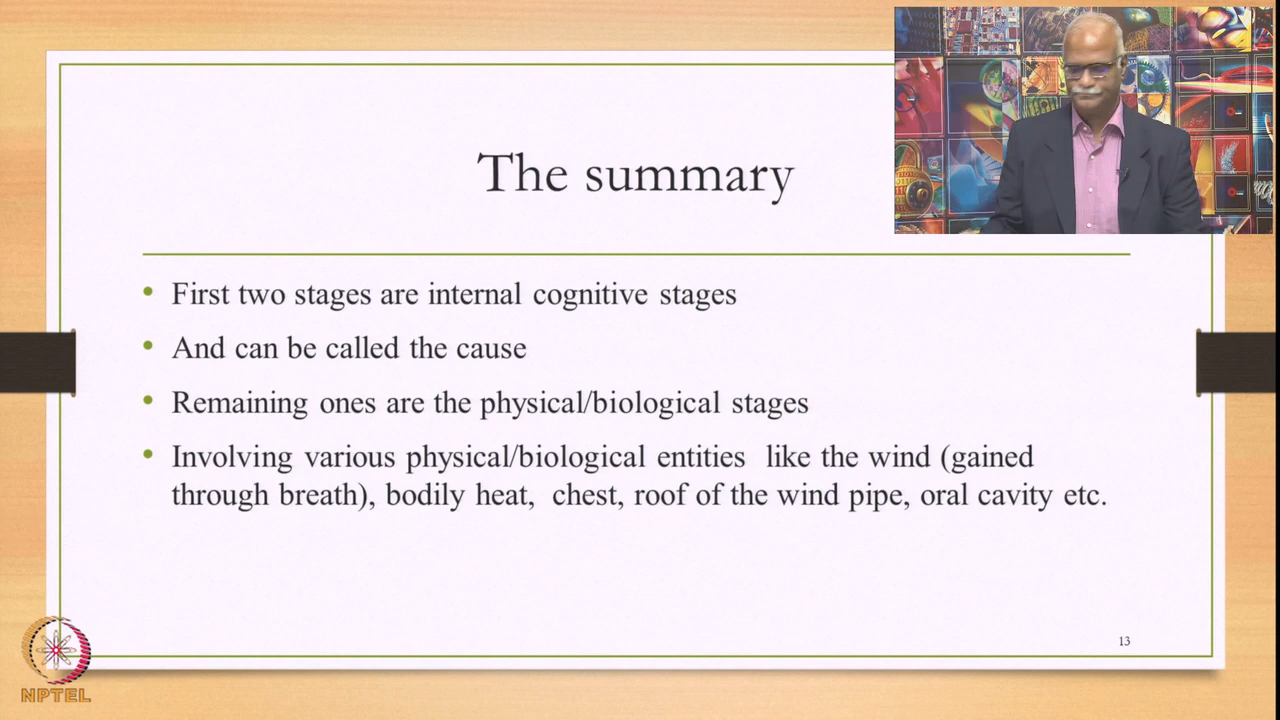 The summary
• First two stages are internal cognitive stages
• And can be called the cause
• Remaining ones are the physical/biological stages
• Involving various physical/biological entities like the wind (gained
through breath), bodily heat, chest, roof of the wind pipe, oral cavity etc.
13
NPTEL